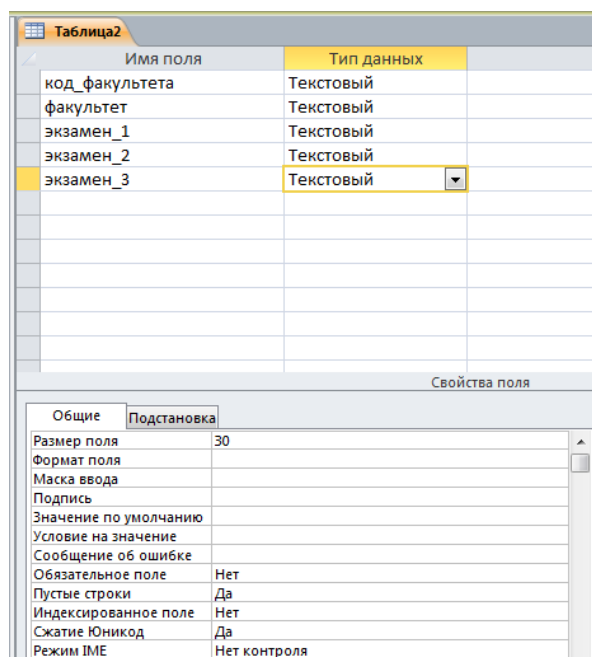 Таблица2
Имя поля Тип данных
код_факультета Текстовый
факультет Текстовый
экзамен_1 Текстовый
экзамен_2 Текстовый
экзамен_3 Текстовый
Свойства поля
Общие Подстановка
Размер поля 30
Формат поля
Маска ввода
Подпись
Значение по умолчанию
Условие на значение
Сообщение об ошибке
Обязательное поле Нет
Пустые строки Да
Индексированное поле Нет
Сжатие Юникод Да
Режим IME Нет контроля